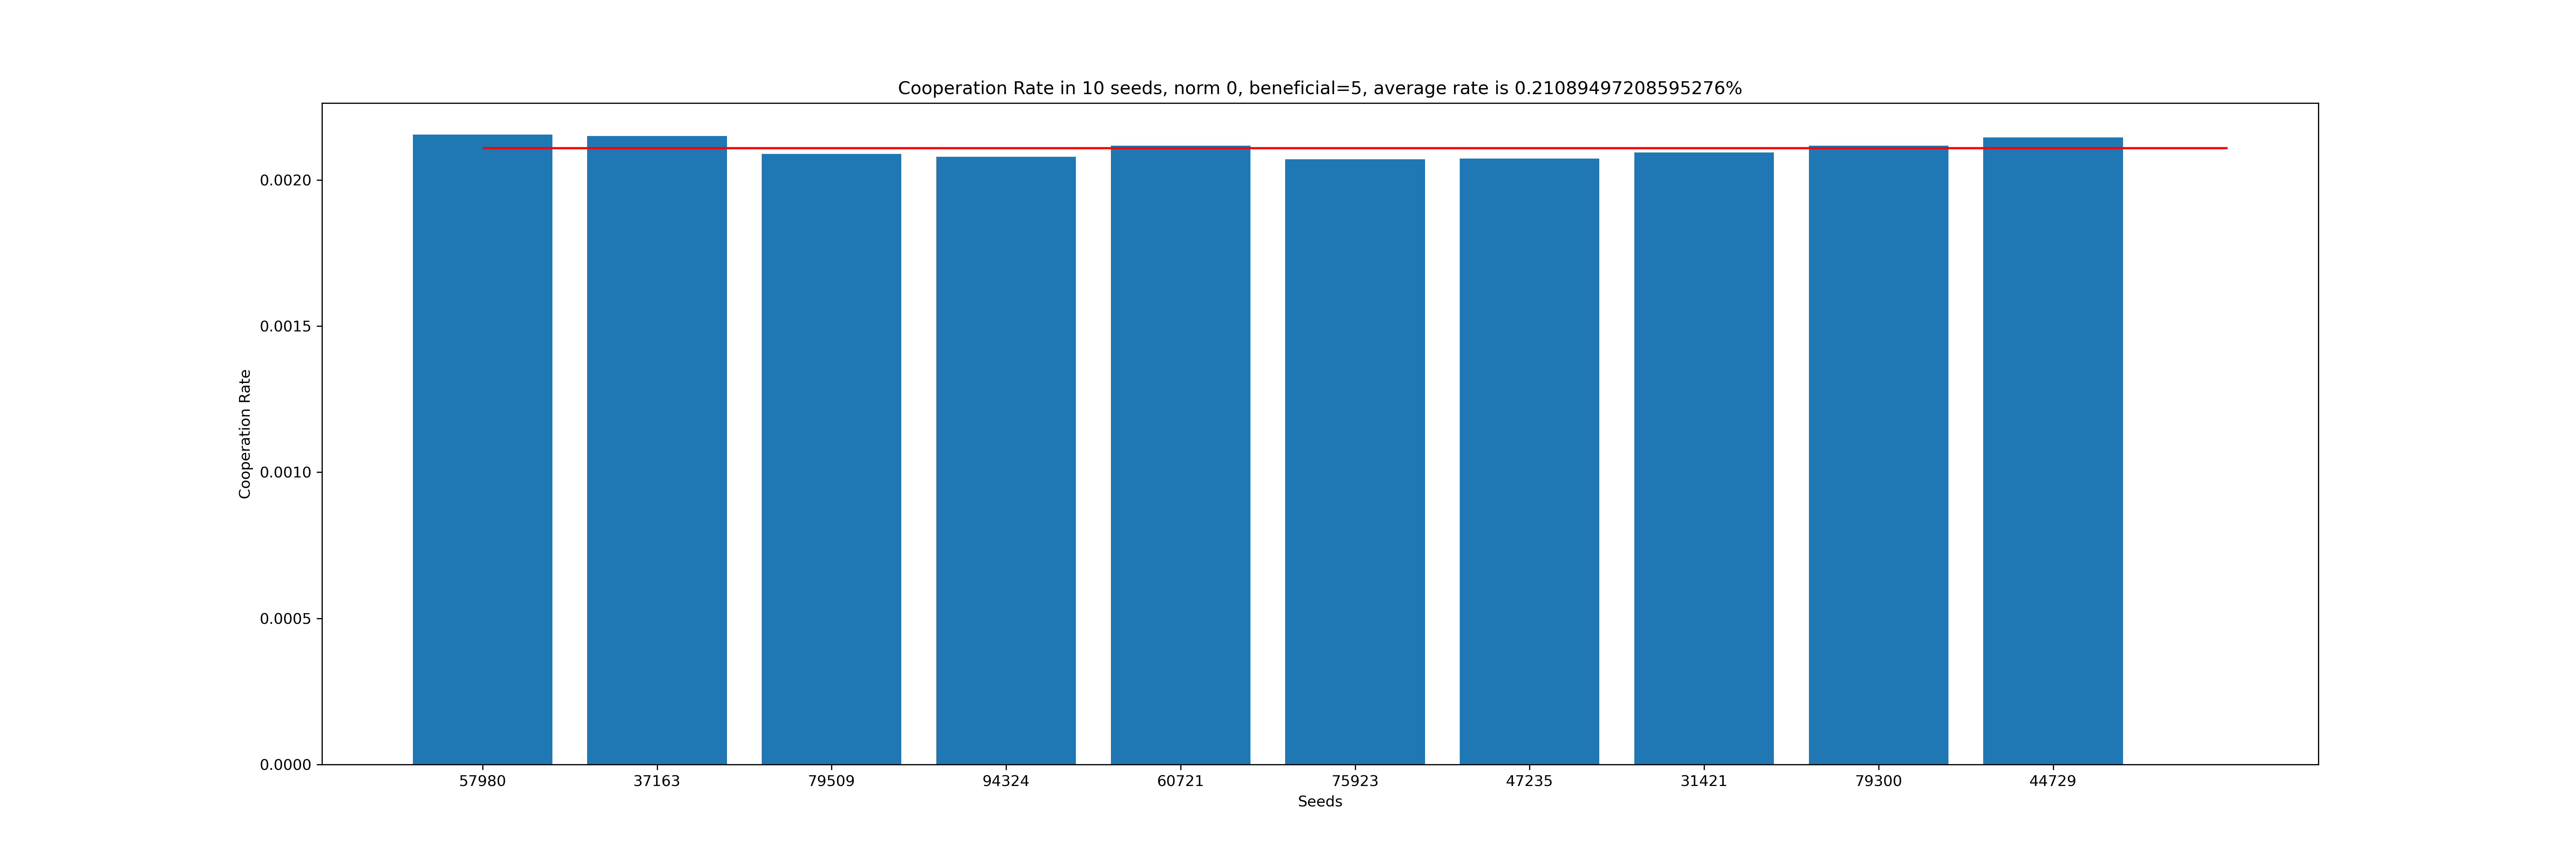 Cooperation Rate in 10 seeds, norm 0, beneficial=5, average rate is 0.21089497208595276%
Cooperation Rate
0.0020
0.0015
0.0010
0.0005
0.0000
57980 37163 79509 94324 60721 75923 47235 31421 79300 44729
Seeds